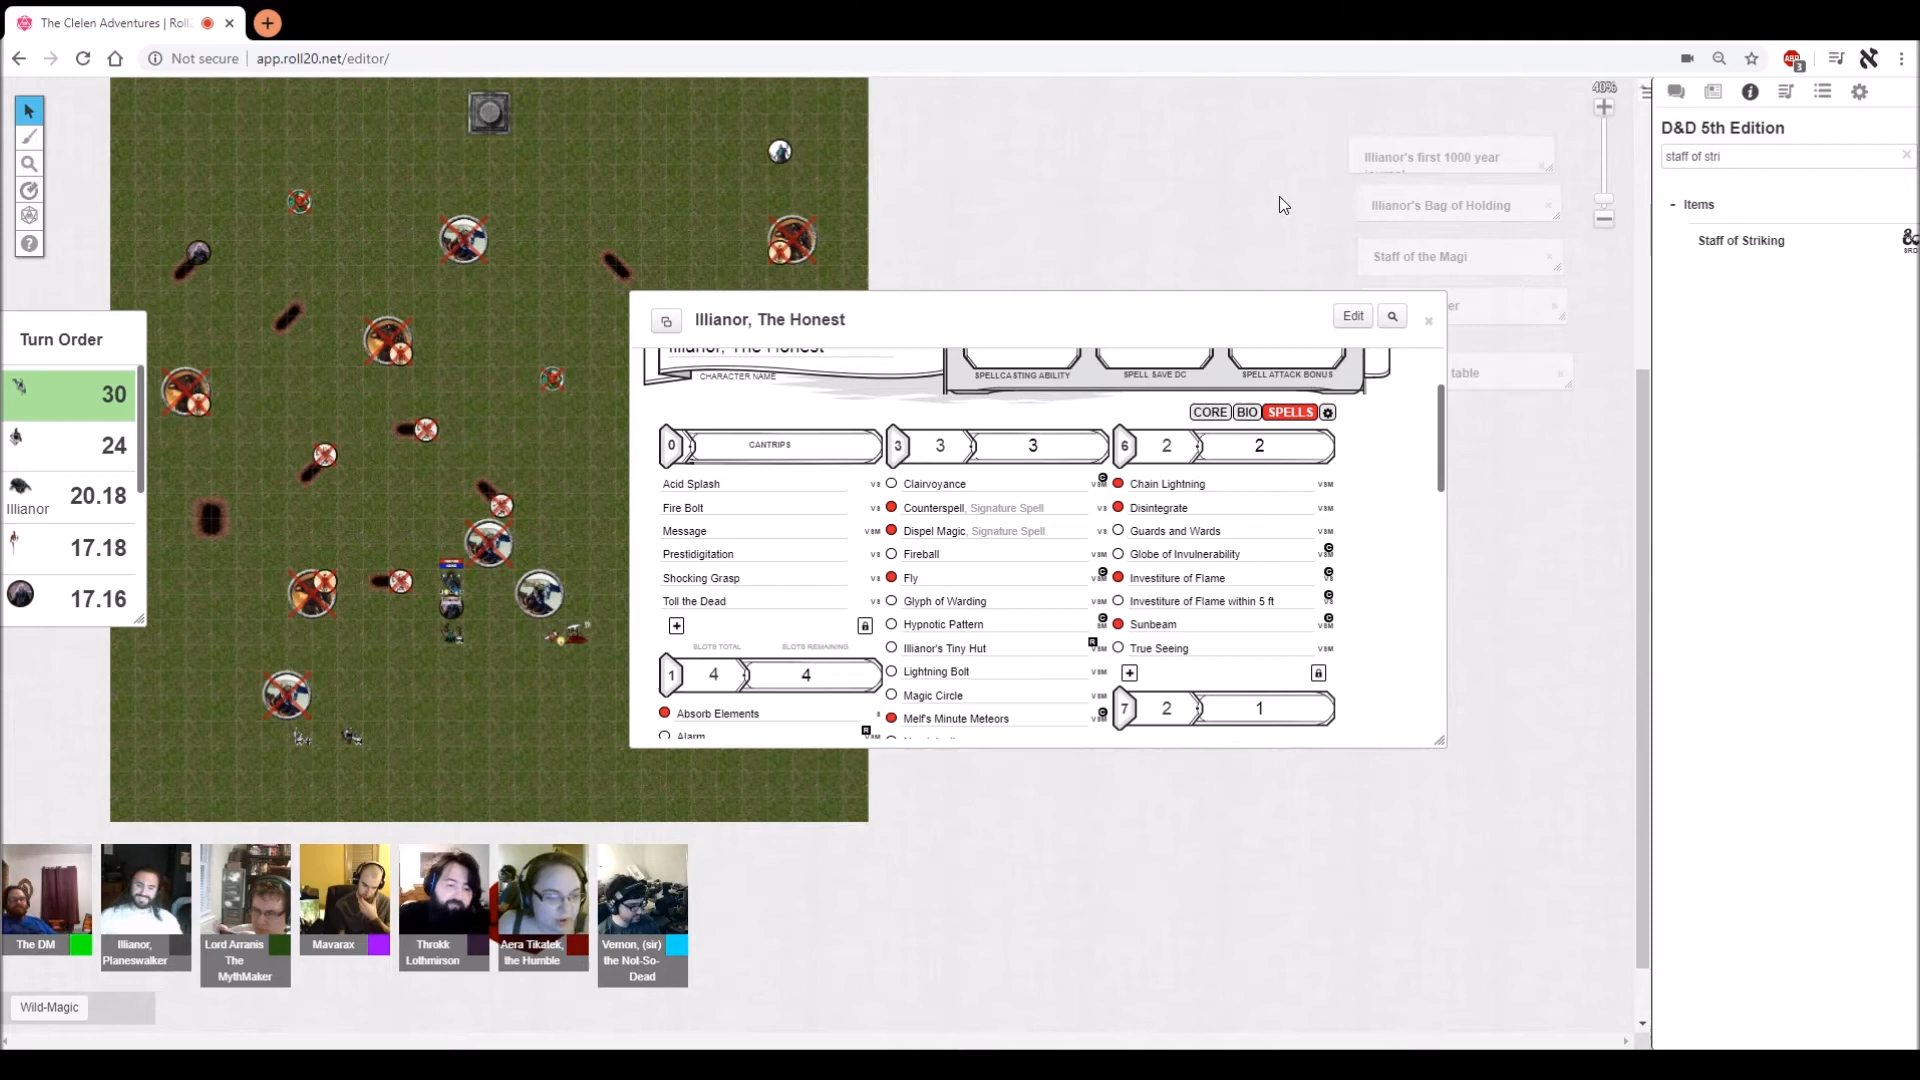 The Clelen Adventures | Roll
Not secure
app.roll20.net/editor/
3
40%
D&D 5th Edition
staff of stri
Items
Staff of Striking
Illianor's first 1000 year
Illianor's Bag of Holding
Staff of the Magi
table
Turn Order
30
24
Illianor
20.18
17.18
17.16
Illianor, The Honest
Edit
Illianor, The Honest
CHARACTER NAME
SPELLCASTING ABILITY
SPELL SAVE DC
SPELL ATTACK BONUS
CORE
BIO
SPELLS
0
CANTRIPS
Acid Splash
Fire Bolt
Message
Prestidigitation
Shocking Grasp
Toll the Dead
SLOTS TOTAL
SLOTS REMAINING
1
4
4
Absorb Elements
Alarm
3
3
3
Clairvoyance
Counterspell, Signature Spell
Dispel Magic, Signature Spell
Fireball
Fly
Glyph of Warding
Hypnotic Pattern
Illianor's Tiny Hut
Lightning Bolt
Magic Circle
Melf's Minute Meteors
6
2
2
Chain Lightning
Disintegrate
Guards and Wards
Globe of Invulnerability
Investiture of Flame
Investiture of Flame within 5 ft
Sunbeam
True Seeing
7
2
1
The DM
Illianor,
Planeswalker
Lord Arranis
The
MythMaker
Mavarax
Throkk
Lothmirson
Aera Tikatek,
the Humble
Vernon, (sir)
the Not-So-
Dead
Wild-Magic